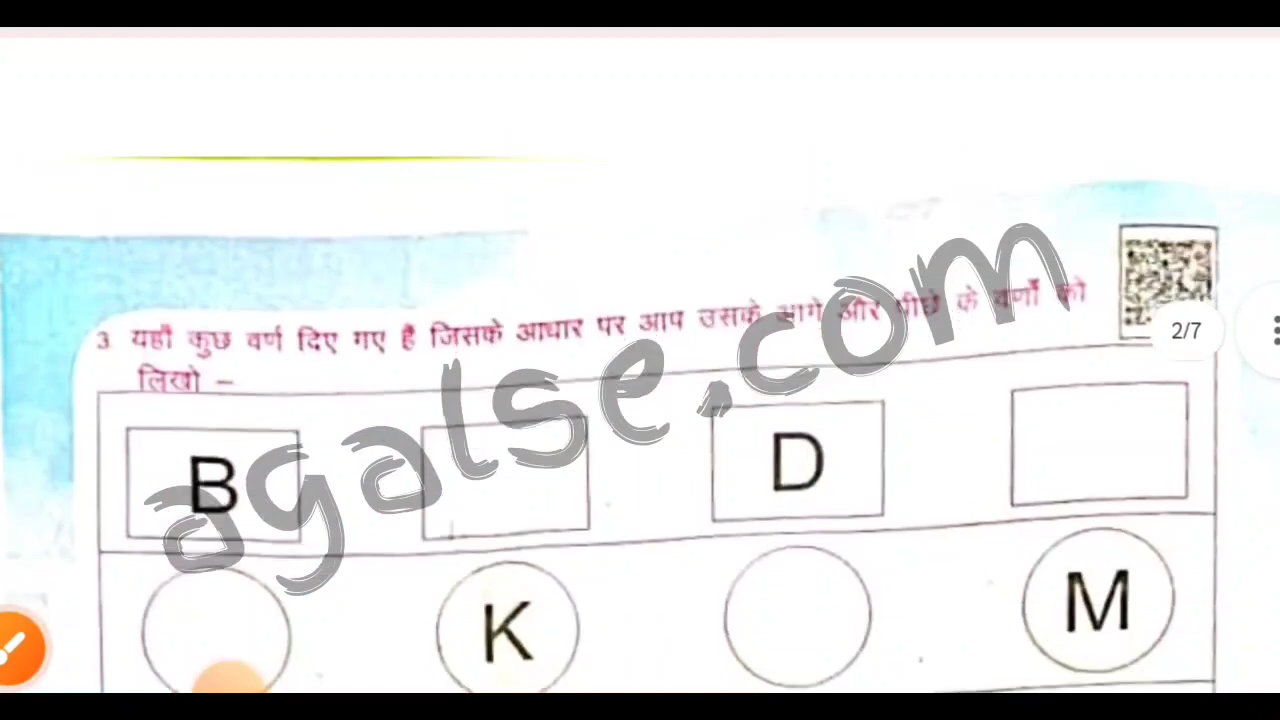 3 यहाँ कुछ वर्ण दिए गए हैं जिसके आधार पर आप उसके आगे और पीछे के वर्णों को
लिखो –
2/7
B D
K M
agalse.com